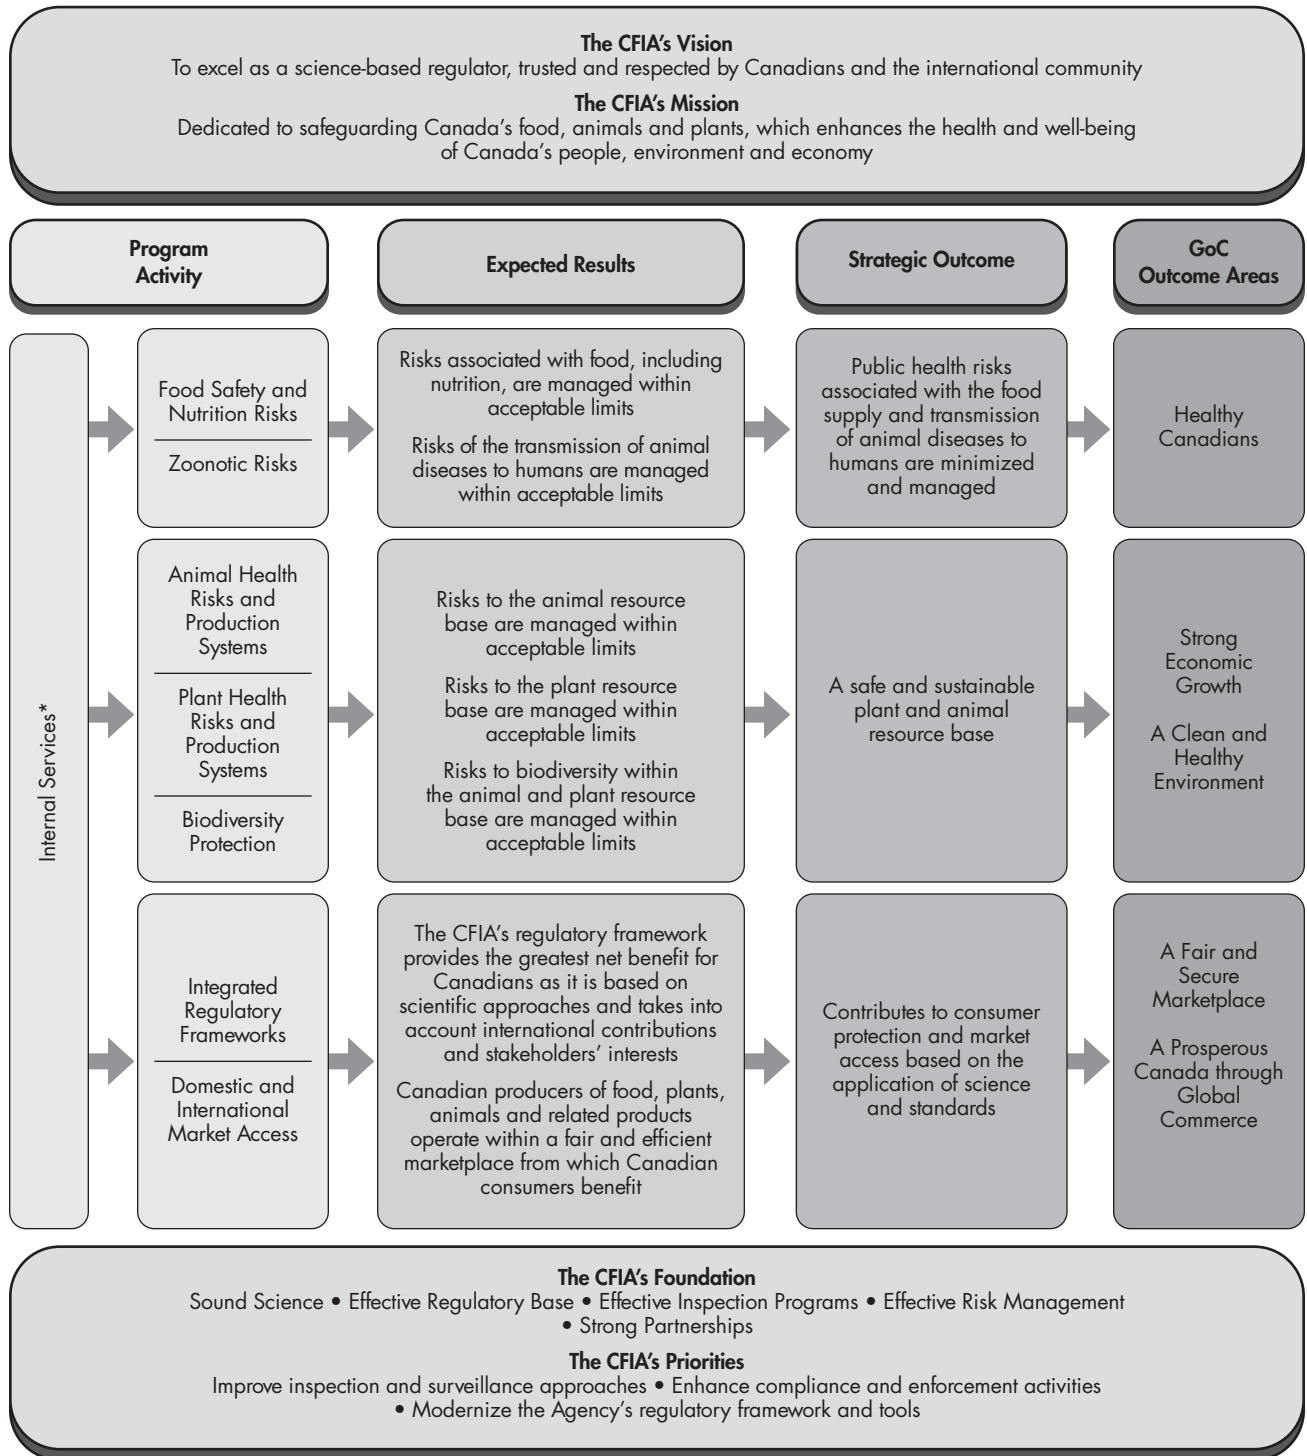 The CFIA's Vision
To excel as a science-based regulator, trusted and respected by Canadians and the international community
The CFIA's Mission
Dedicated to safeguarding Canada's food, animals and plants, which enhances the health and well-being
of Canada's people, environment and economy
Program
Activity
Expected Results
Strategic Outcome
GoC
Outcome Areas
Internal Services*
Food Safety and
Nutrition Risks
Zoonotic Risks
Risks associated with food, including
nutrition, are managed within
acceptable limits
Risks of the transmission of animal
diseases to humans are managed
within acceptable limits
Public health risks
associated with the food
supply and transmission
of animal diseases to
humans are minimized
and managed
Healthy
Canadians
Animal Health
Risks and
Production
Systems
Plant Health
Risks and
Production
Systems
Biodiversity
Protection
Risks to the animal resource
base are managed within
acceptable limits
Risks to the plant resource
base are managed within
acceptable limits
Risks to biodiversity within
the animal and plant resource
base are managed within
acceptable limits
A safe and sustainable
plant and animal
resource base
Strong
Economic
Growth
A Clean and
Healthy
Environment
Integrated
Regulatory
Frameworks
Domestic and
International
Market Access
The CFIA's regulatory framework
provides the greatest net benefit for
Canadians as it is based on
scientific approaches and takes into
account international contributions
and stakeholders' interests
Canadian producers of food, plants,
animals and related products
operate within a fair and efficient
marketplace from which Canadian
consumers benefit
Contributes to consumer
protection and market
access based on the
application of science
and standards
A Fair and
Secure
Marketplace
A Prosperous
Canada through
Global
Commerce
The CFIA's Foundation
Sound Science • Effective Regulatory Base • Effective Inspection Programs • Effective Risk Management
• Strong Partnerships
The CFIA's Priorities
Improve inspection and surveillance approaches • Enhance compliance and enforcement activities
• Modernize the Agency's regulatory framework and tools